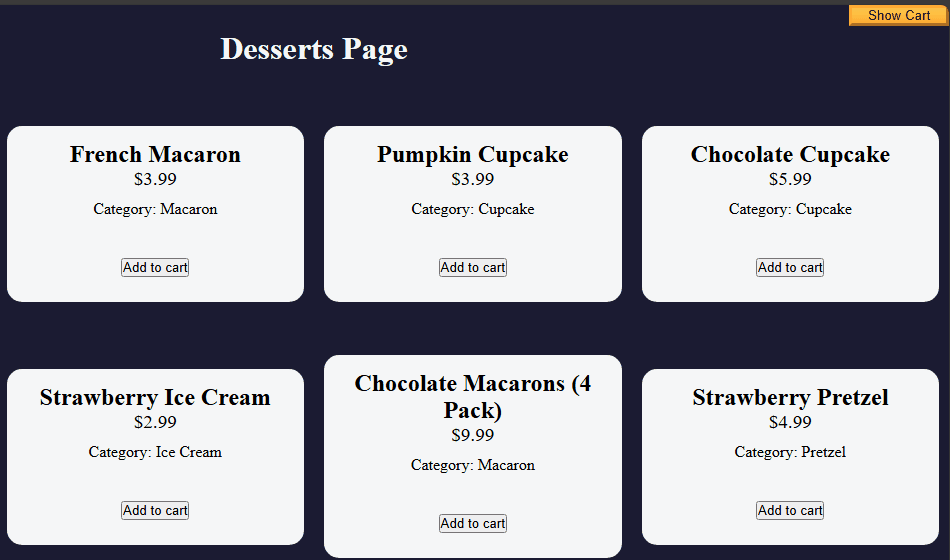 Show Cart
Desserts Page
French Macaron
$3.99
Category: Macaron
Add to cart
Pumpkin Cupcake
$3.99
Category: Cupcake
Add to cart
Chocolate Cupcake
$5.99
Category: Cupcake
Add to cart
Strawberry Ice Cream
$2.99
Category: Ice Cream
Add to cart
Chocolate Macarons (4
Pack)
$9.99
Category: Macaron
Add to cart
Strawberry Pretzel
$4.99
Category: Pretzel
Add to cart